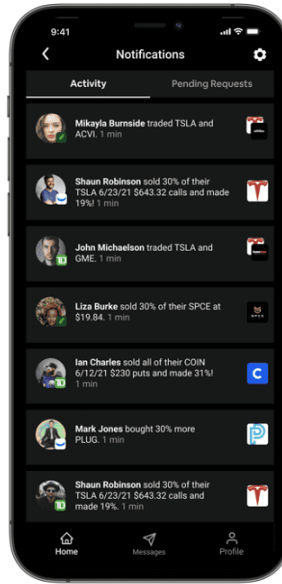 9:41
Notifications
Activity
Pending Requests
Mikayla Burnside traded TSLA and
ACVI. 1 min
Shaun Robinson sold 30% of their
TSLA 6/23/21 $643.32 calls and made
19%! 1 min
John Michaelson traded TSLA and
GME. 1 min
Liza Burke sold 30% of their SPCE at
$19.84. 1 min
SPCE
Ian Charles sold all of their COIN
6/12/21 $230 puts and made 31%!
1 min
Mark Jones bought 30% more
PLUG. 1 min
Shaun Robinson sold 30% of their
TSLA 6/23/21 $643.32 calls and
made 19%. 1 min
Home
Messages
Profile